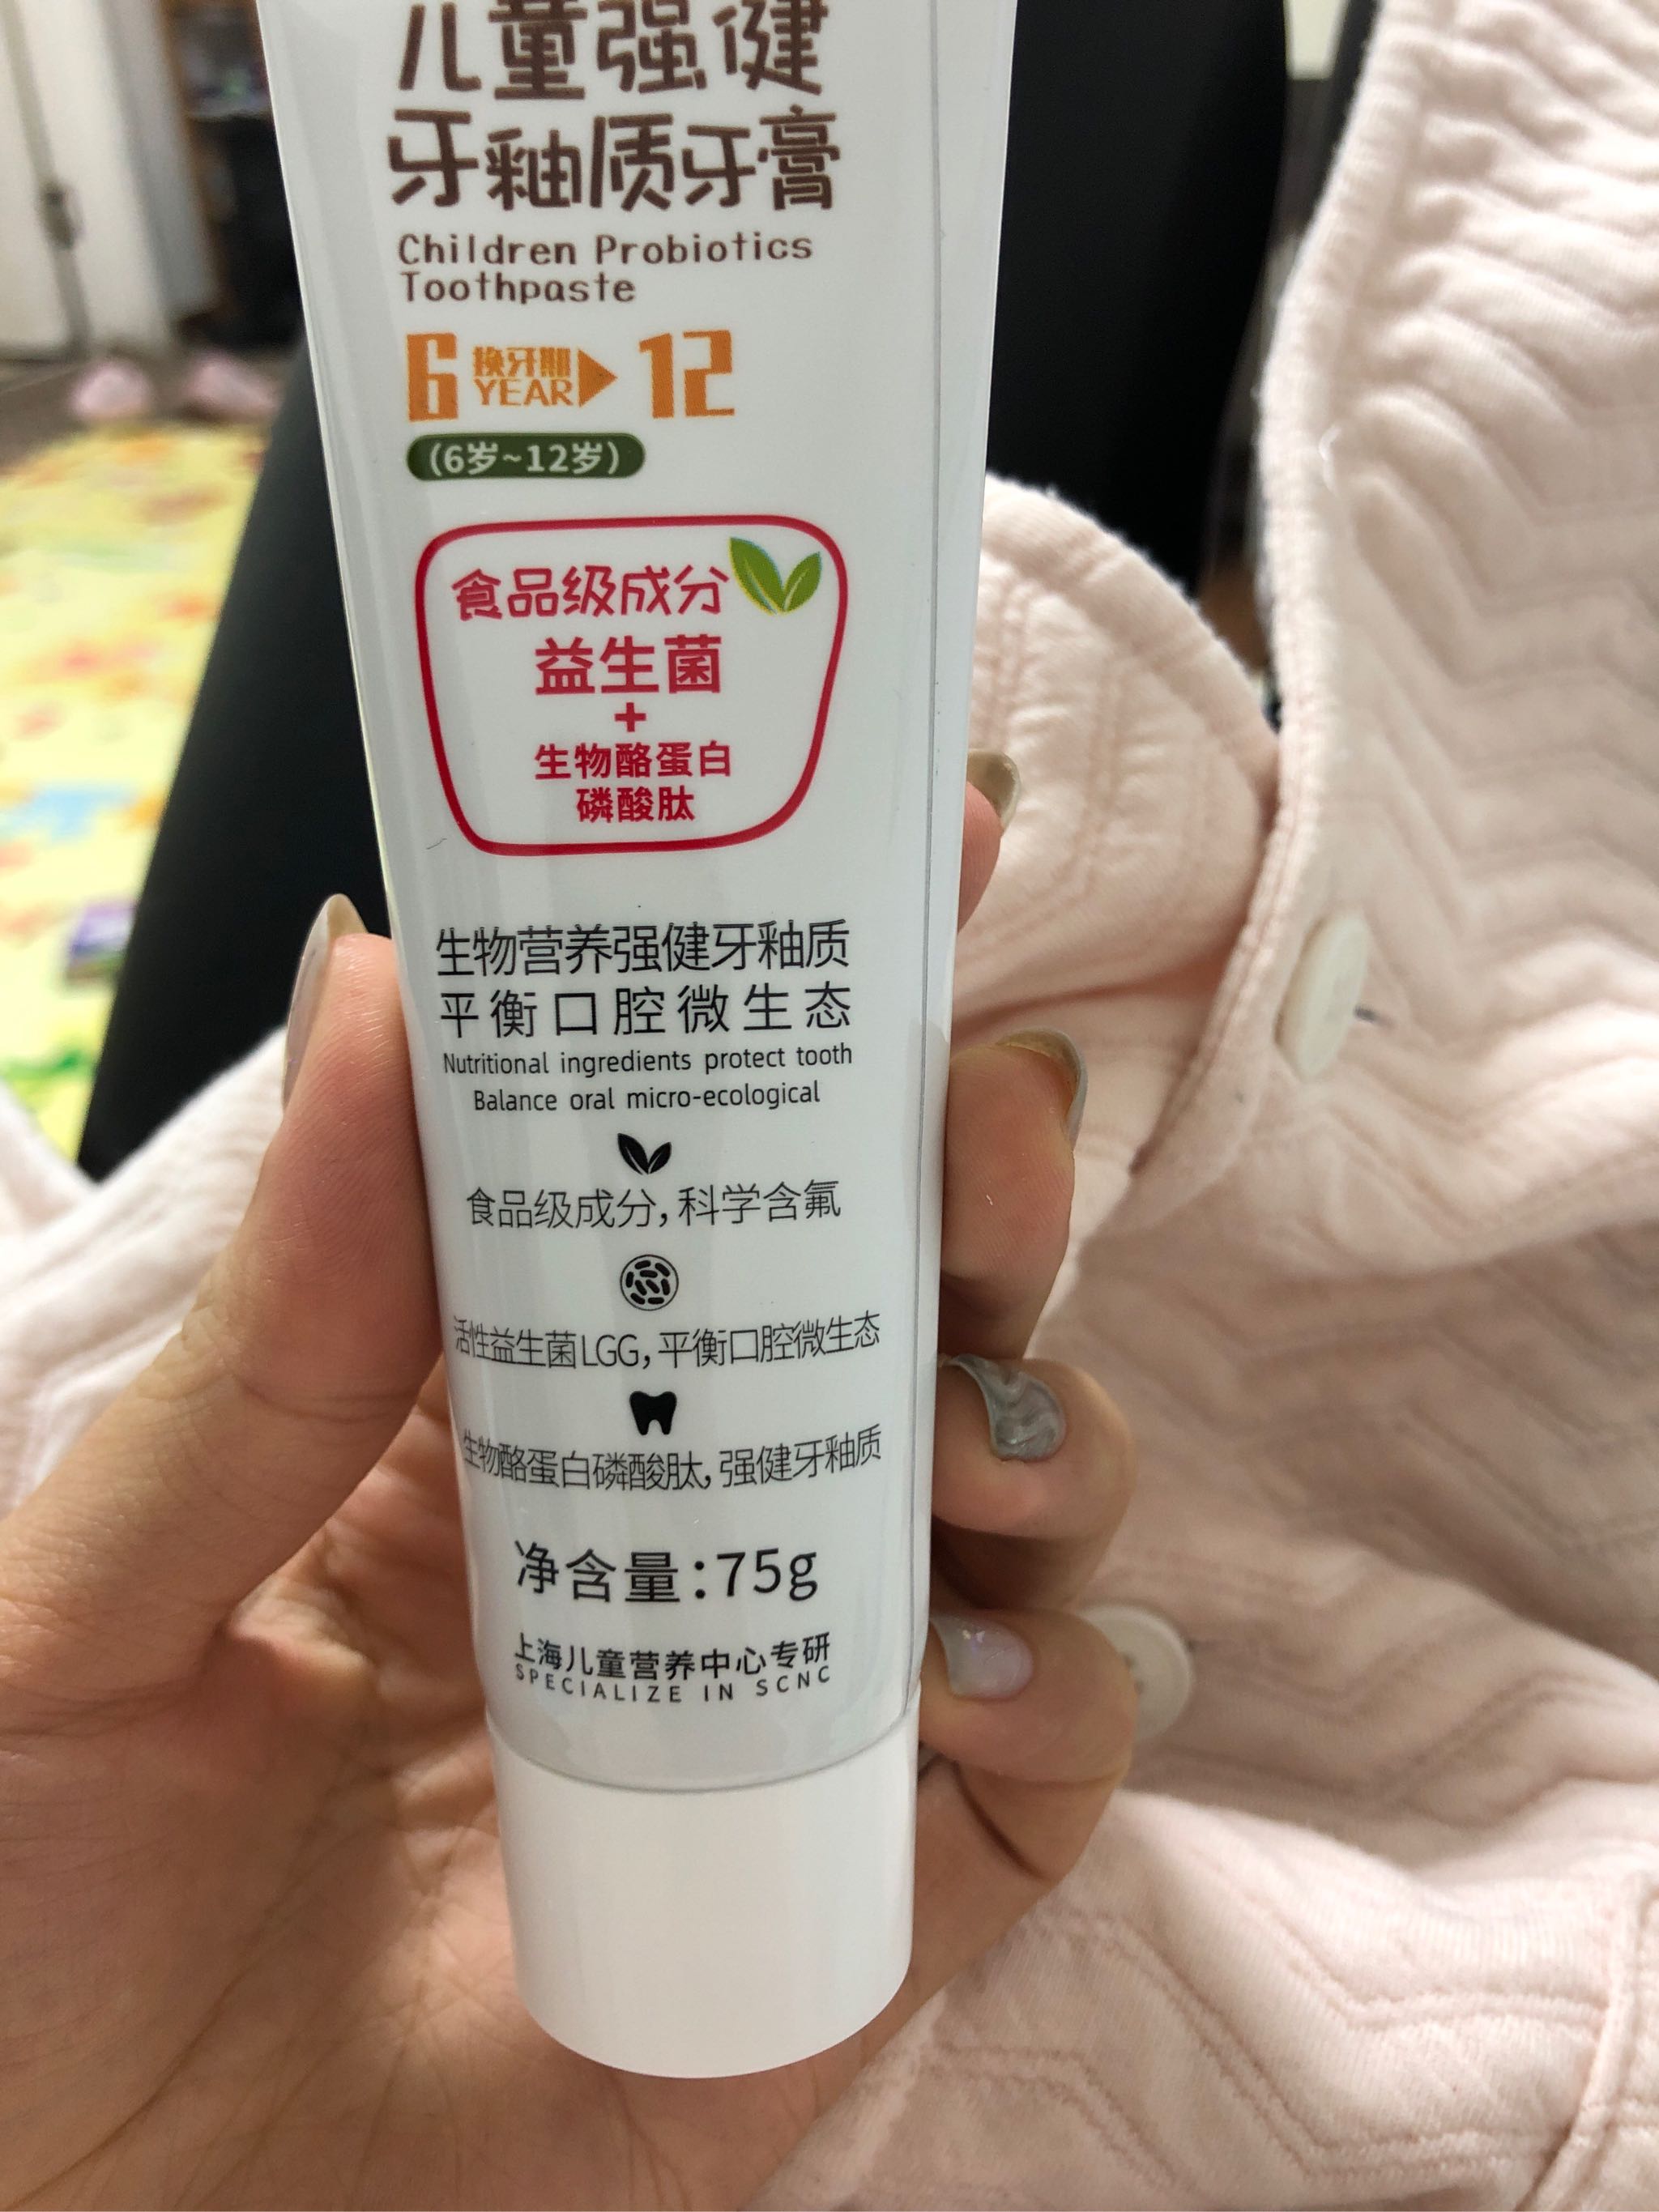 儿童强健
牙釉质牙膏
Children Probiotics
Toothpaste
6 换牙期 YEAR 12
(6岁~12岁)
食品级成分
益生菌
+
生物酪蛋白
磷酸肽
生物营养强健牙釉质
平衡口腔微生态
Nutritional ingredients protect tooth
Balance oral micro-ecological
食品级成分,科学含氟
活性益生菌LGG,平衡口腔微生态
生物酪蛋白磷酸肽,强健牙釉质
净含量:75g
上海儿童营养中心专研
SPECIALIZE IN SCNC